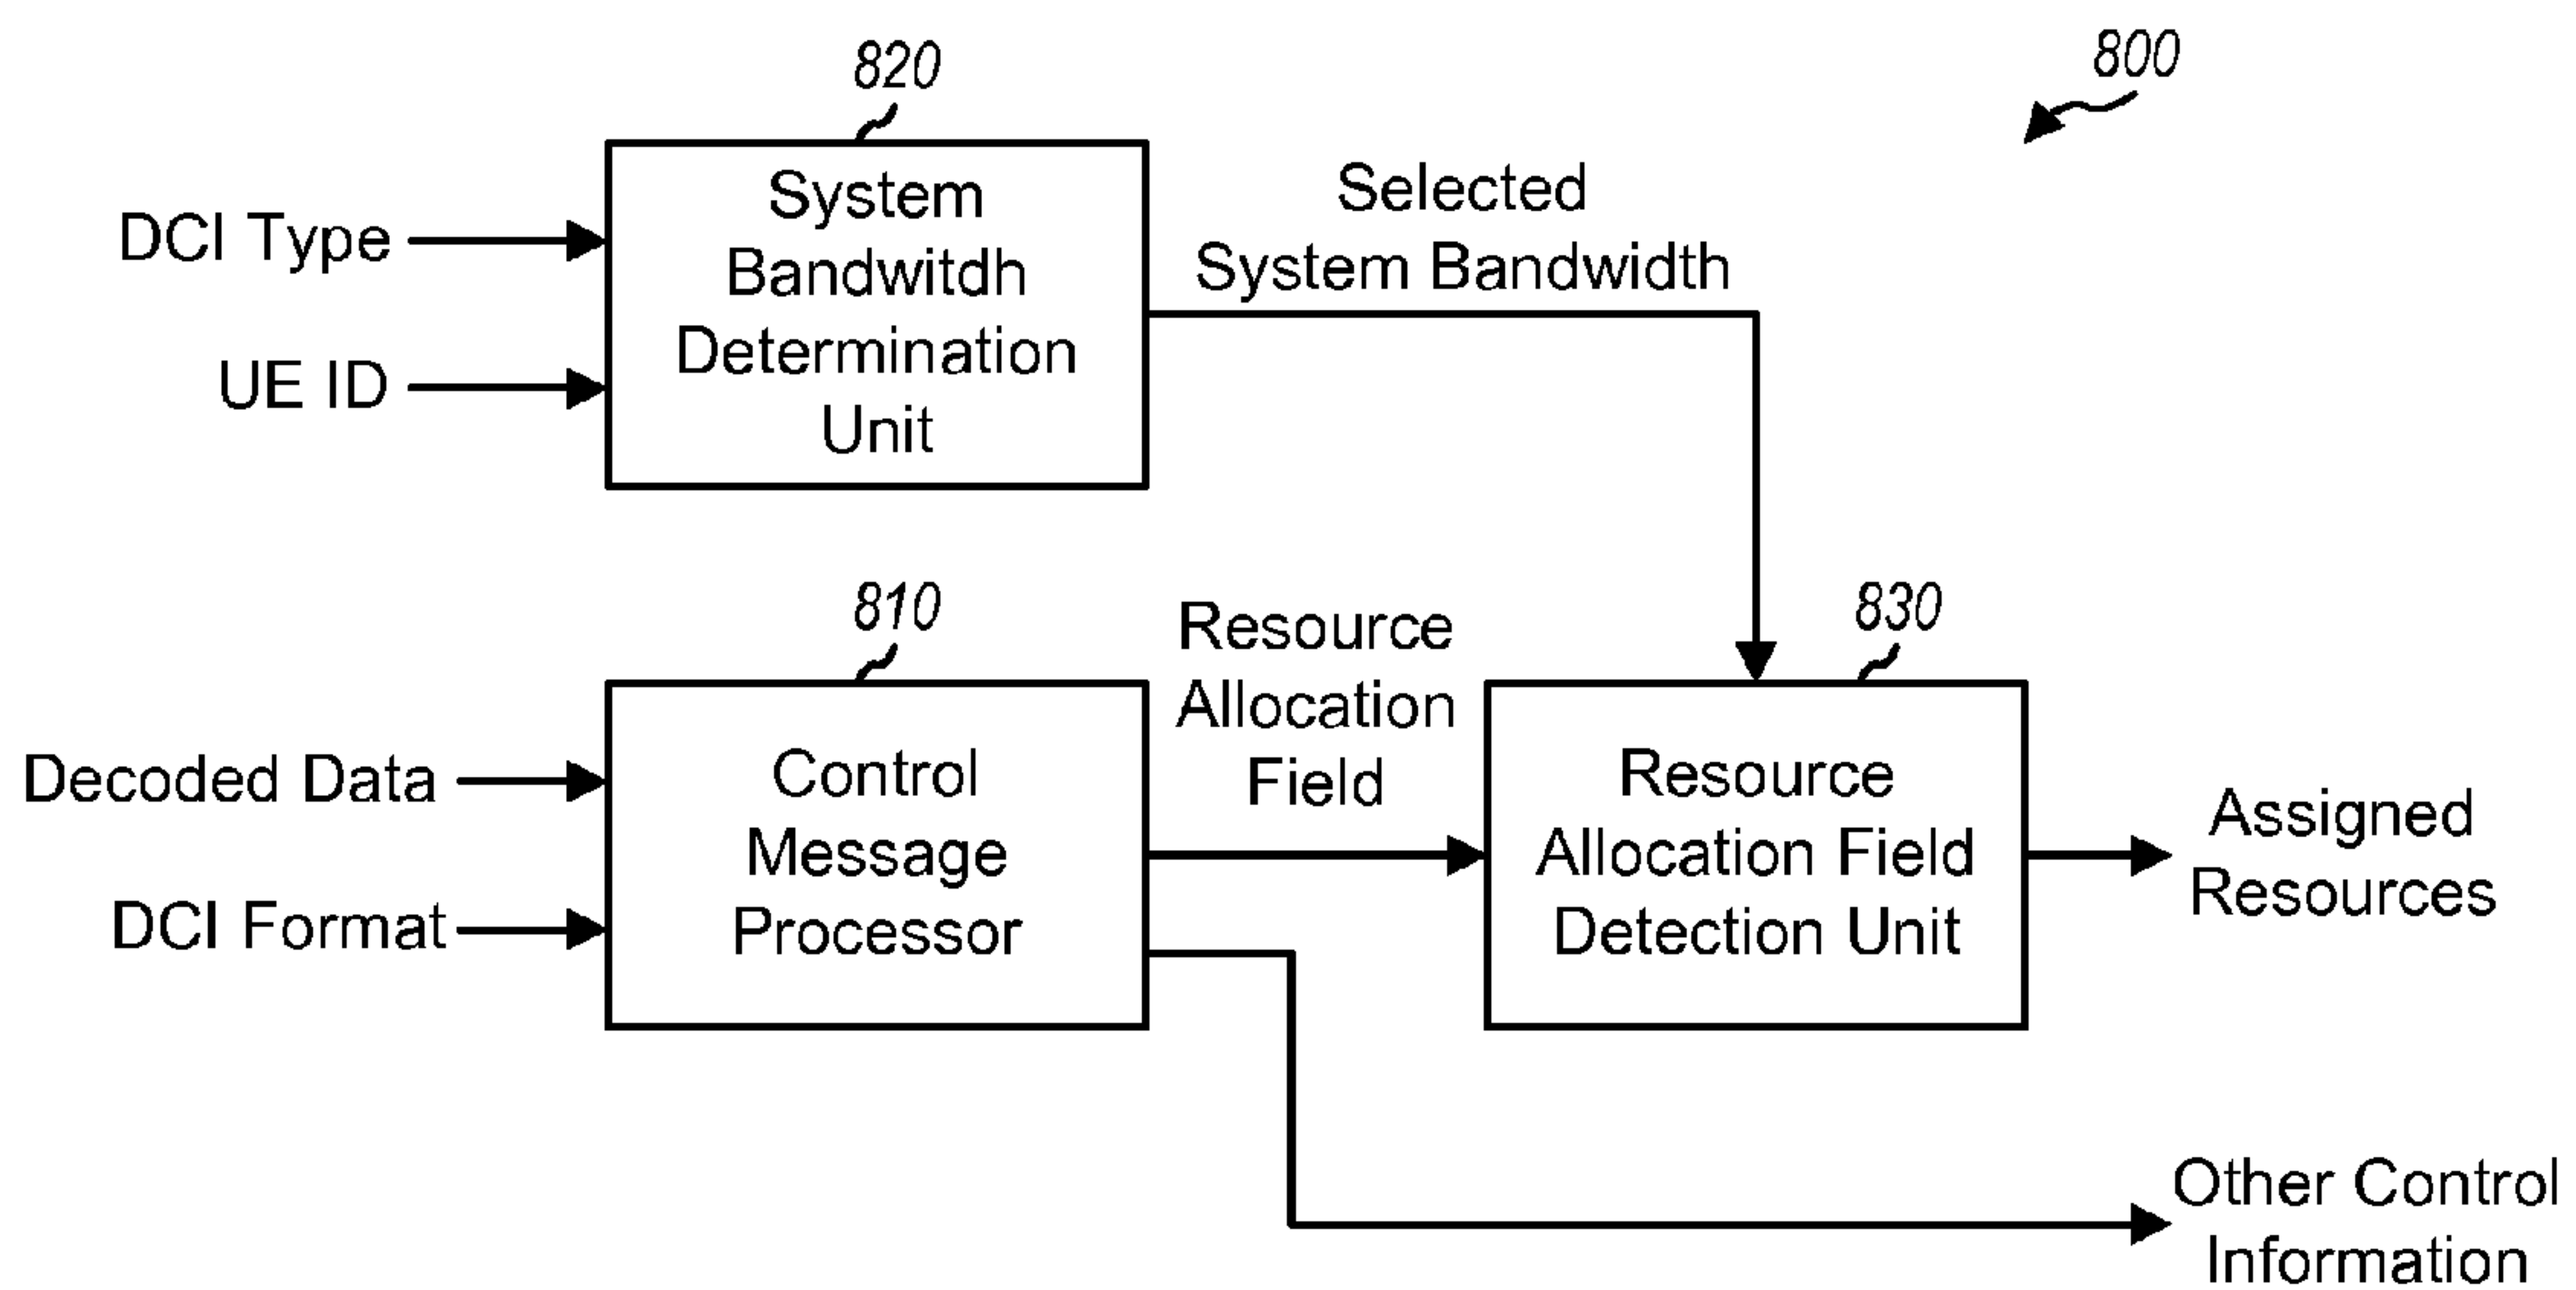 820
800
System
Bandwitdh
Determination
Unit
DCI Type
UE ID
Selected
System Bandwidth
810
830
Resource
Allocation
Field
Decoded Data
DCI Format
Control
Message
Processor
Resource
Allocation Field
Detection Unit
Assigned
Resources
Other Control
Information